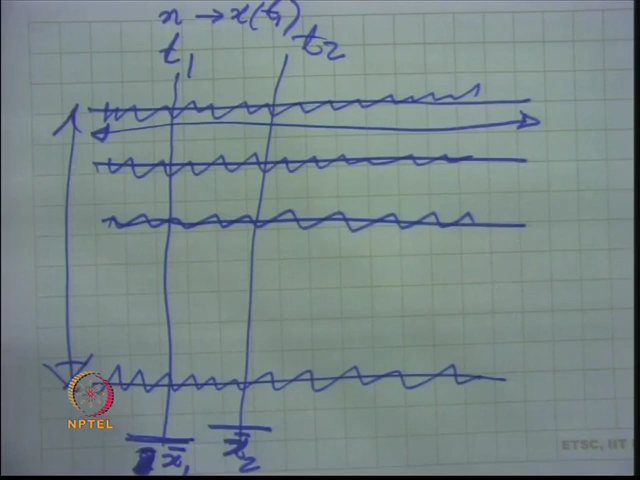 n → x(t₁)
t₁ t₂
x̄₁ x̄₂
NPTEL
ETSC, IIT